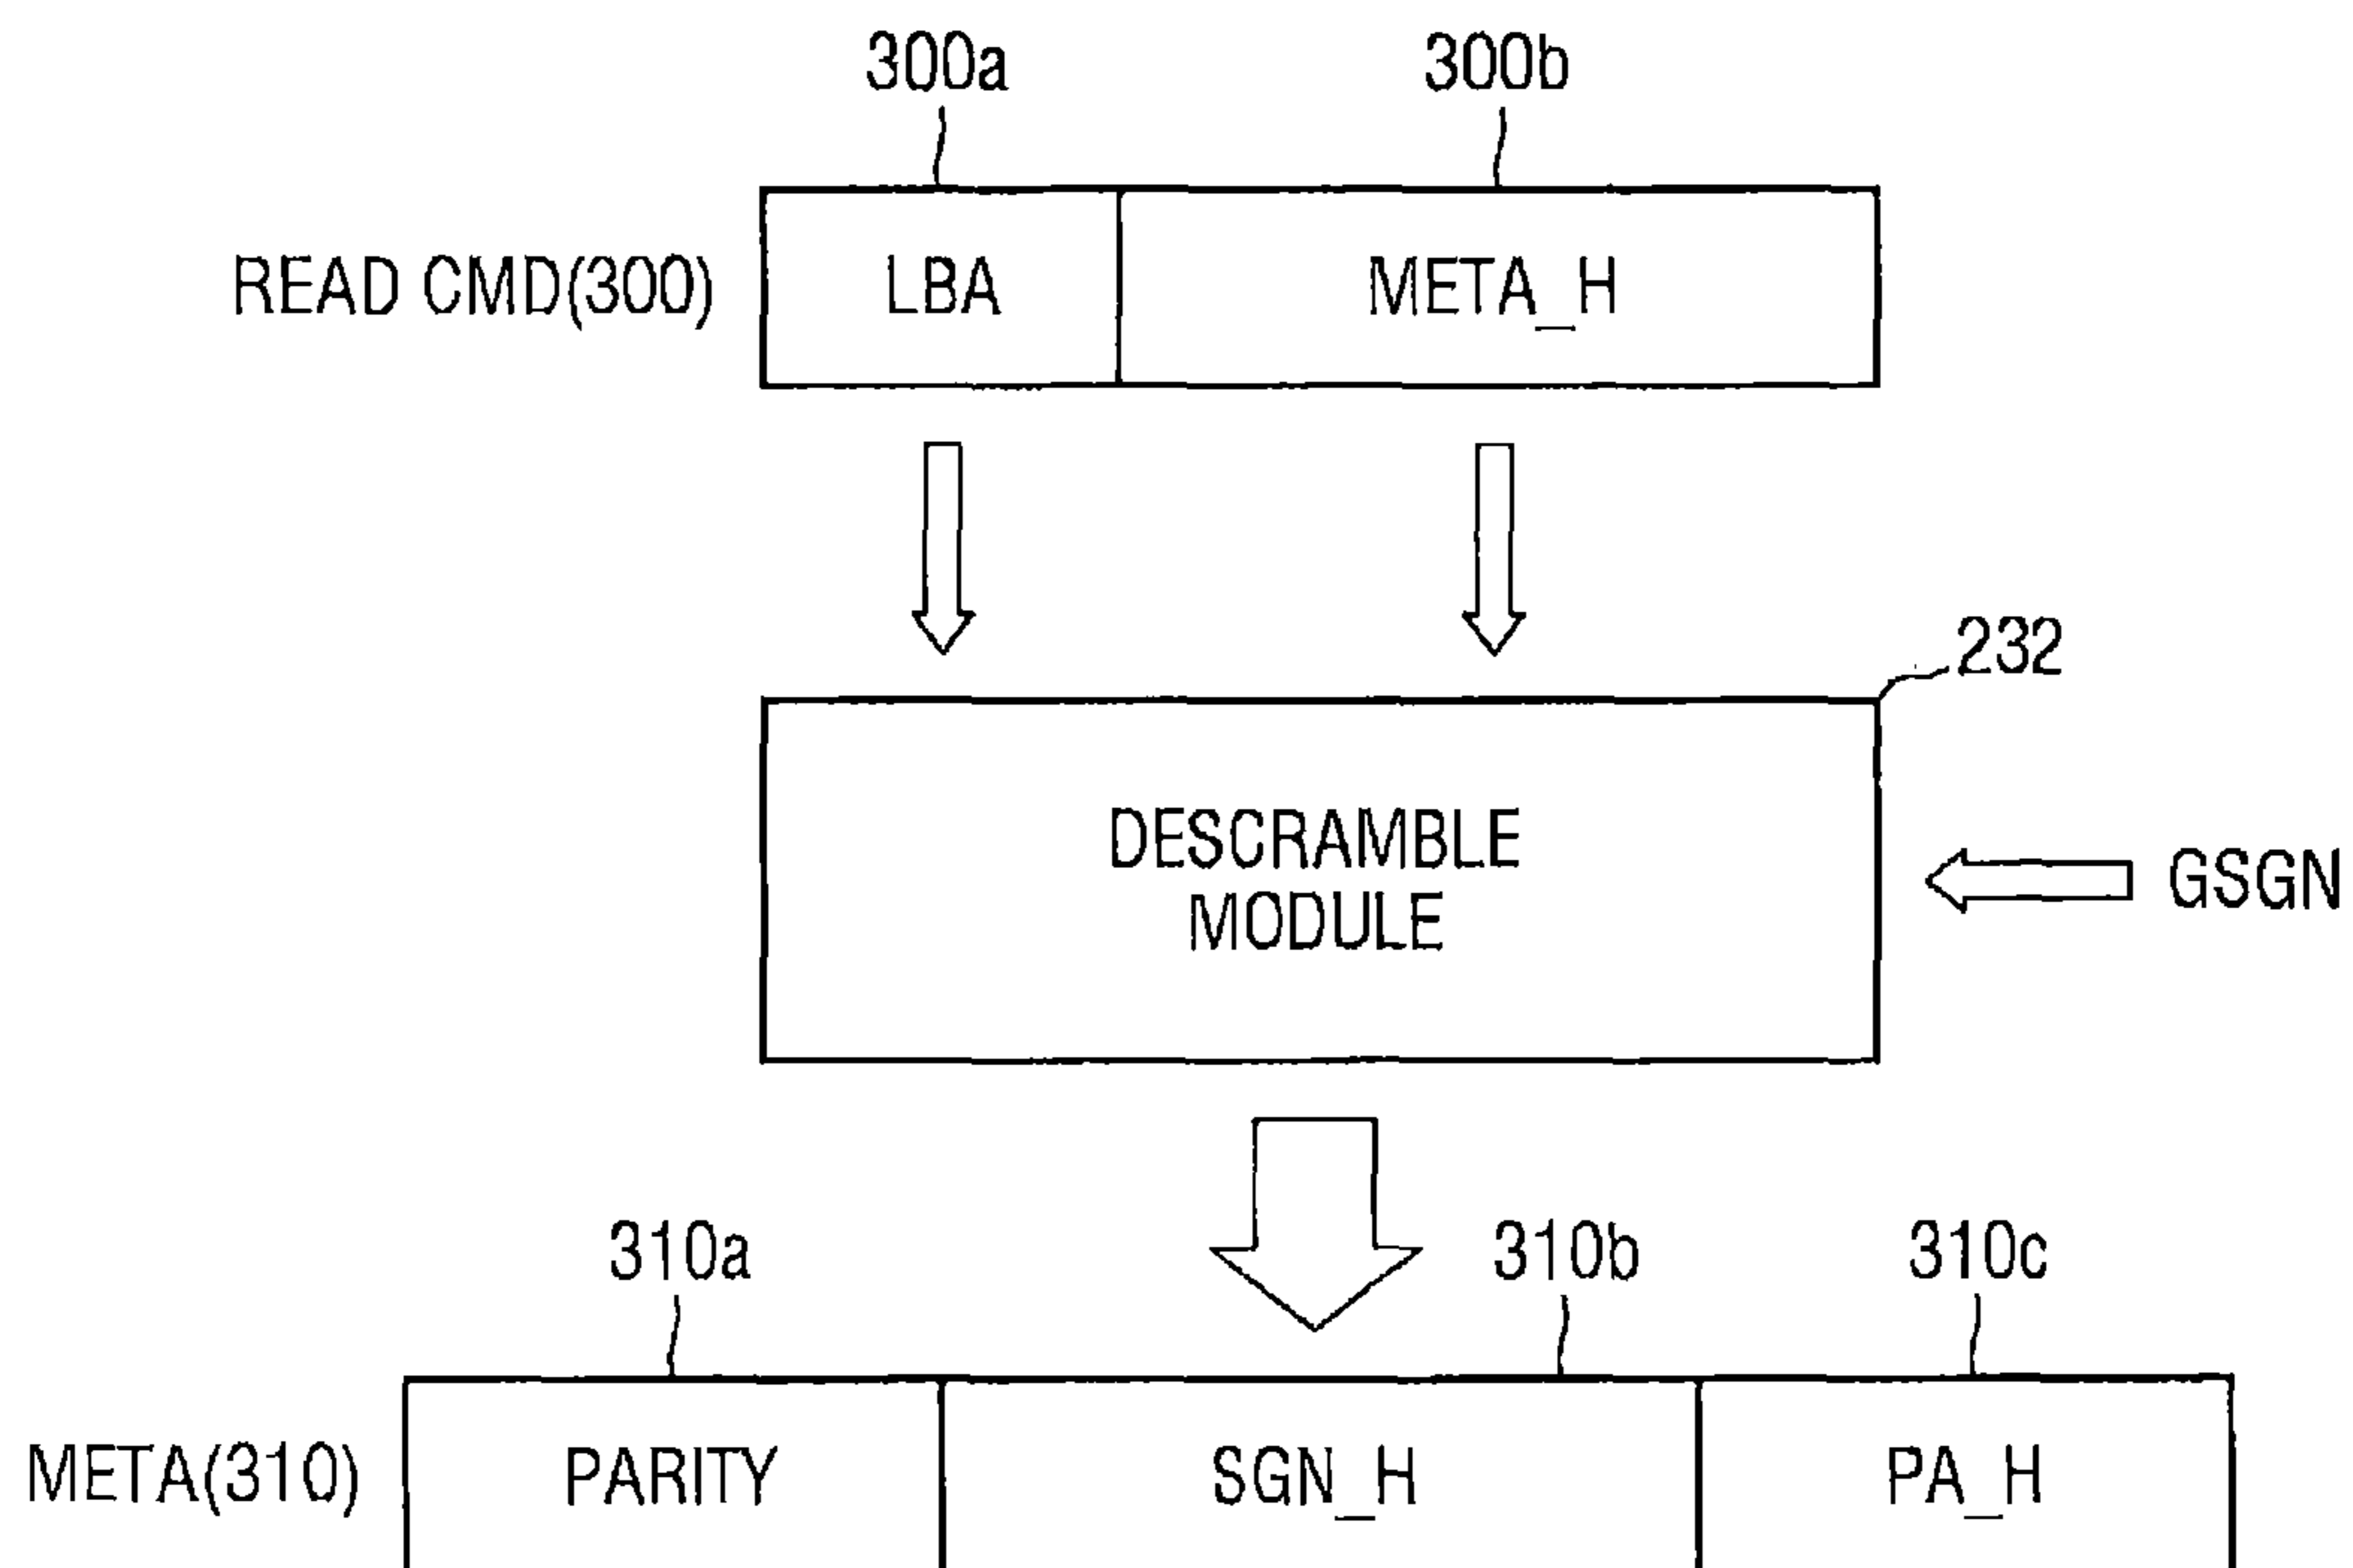 300a 300b
READ CMD(300) LBA META_H
232
DESCRAMBLE
MODULE
GSGN
310a 310b 310c
META(310) PARITY SGN_H PA_H